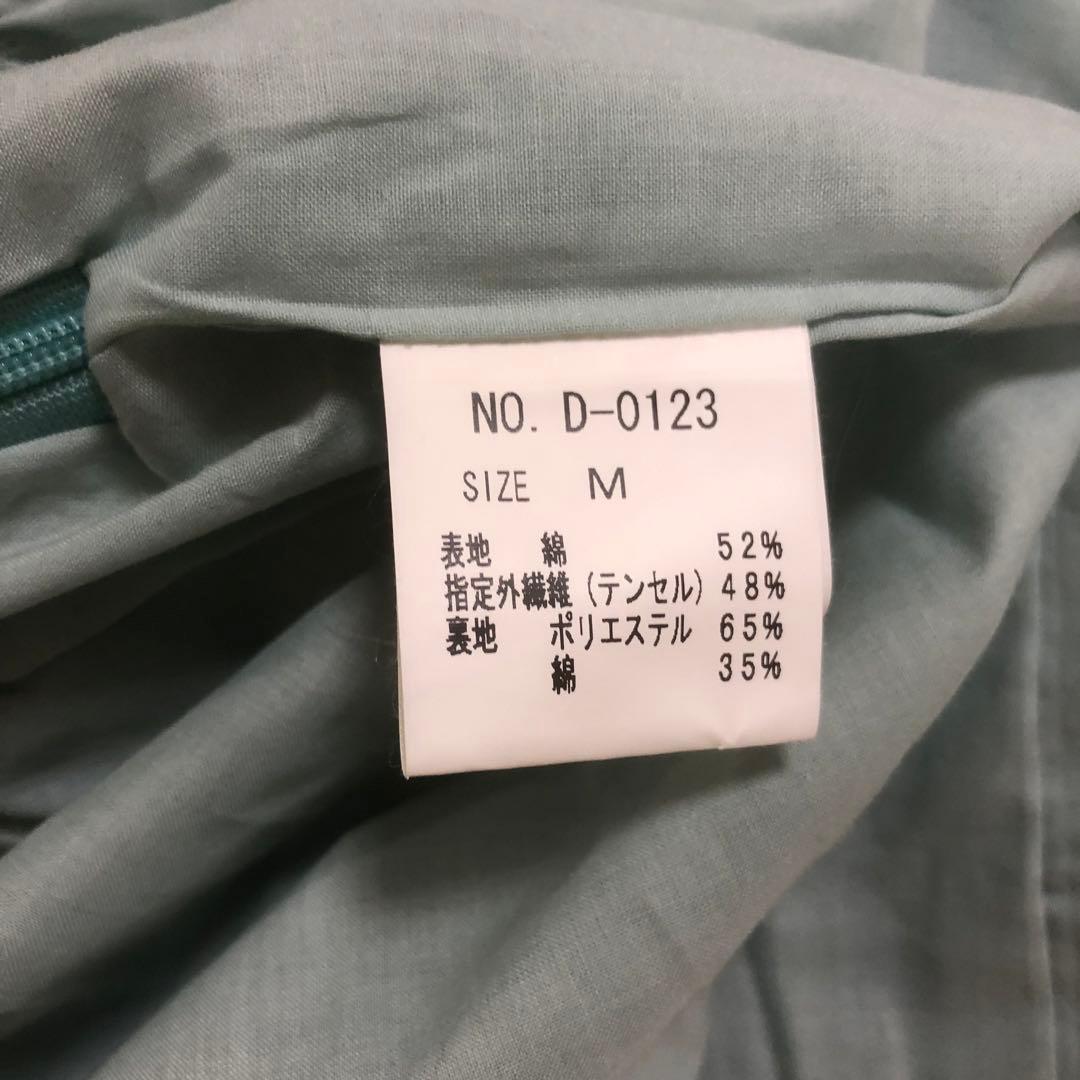 NO. D-0123
SIZE M
表地 綿 52%
指定外繊維(テンセル) 48%
裏地 ポリエステル 65%
綿 35%